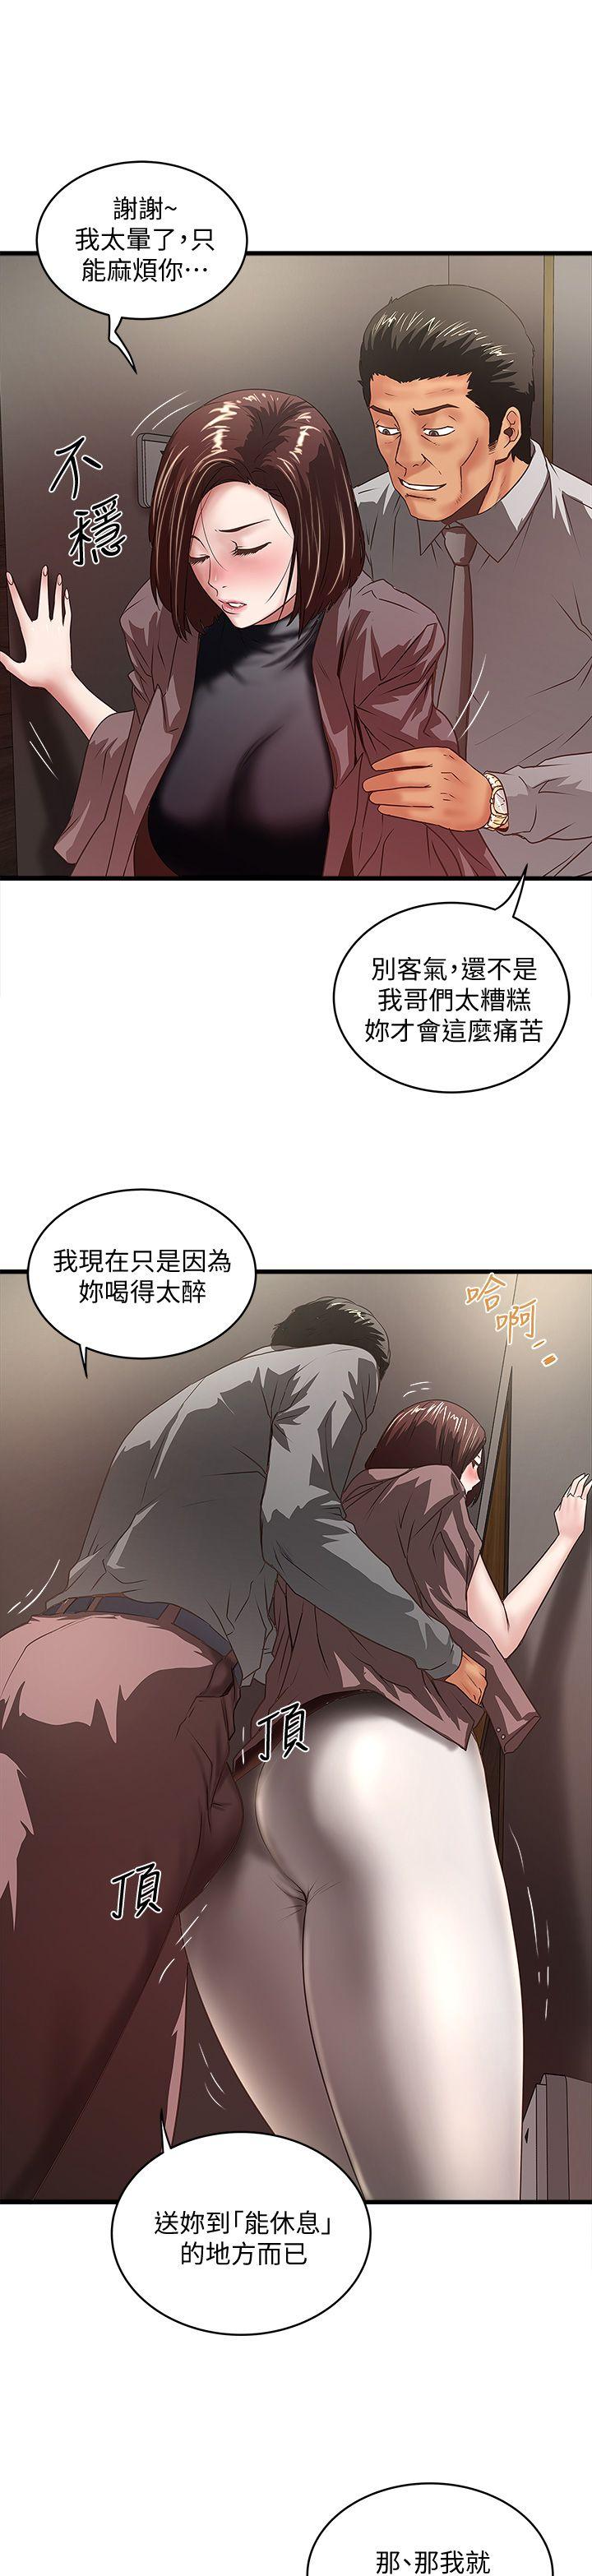 謝謝~
我太暈了,只
能麻煩你⋯
不
穩
別客氣,還不是
我哥們太糟糕
妳才會這麼痛苦
我現在只是因為
妳喝得太醉
哈
啊
頂
頂
送妳到「能休息」
的地方而已
那、那我就